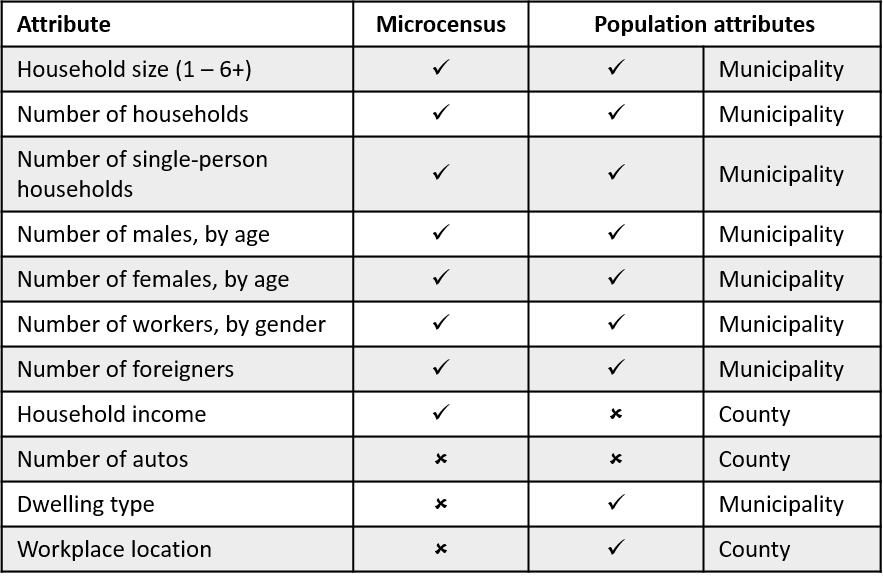 Attribute Microcensus Population attributes
Household size (1 – 6+) ✓ ✓ Municipality
Number of households ✓ ✓ Municipality
Number of single-person
households ✓ ✓ Municipality
Number of males, by age ✓ ✓ Municipality
Number of females, by age ✓ ✓ Municipality
Number of workers, by gender ✓ ✓ Municipality
Number of foreigners ✓ ✓ Municipality
Household income ✓ ✗ County
Number of autos ✗ ✗ County
Dwelling type ✗ ✓ Municipality
Workplace location ✗ ✓ County